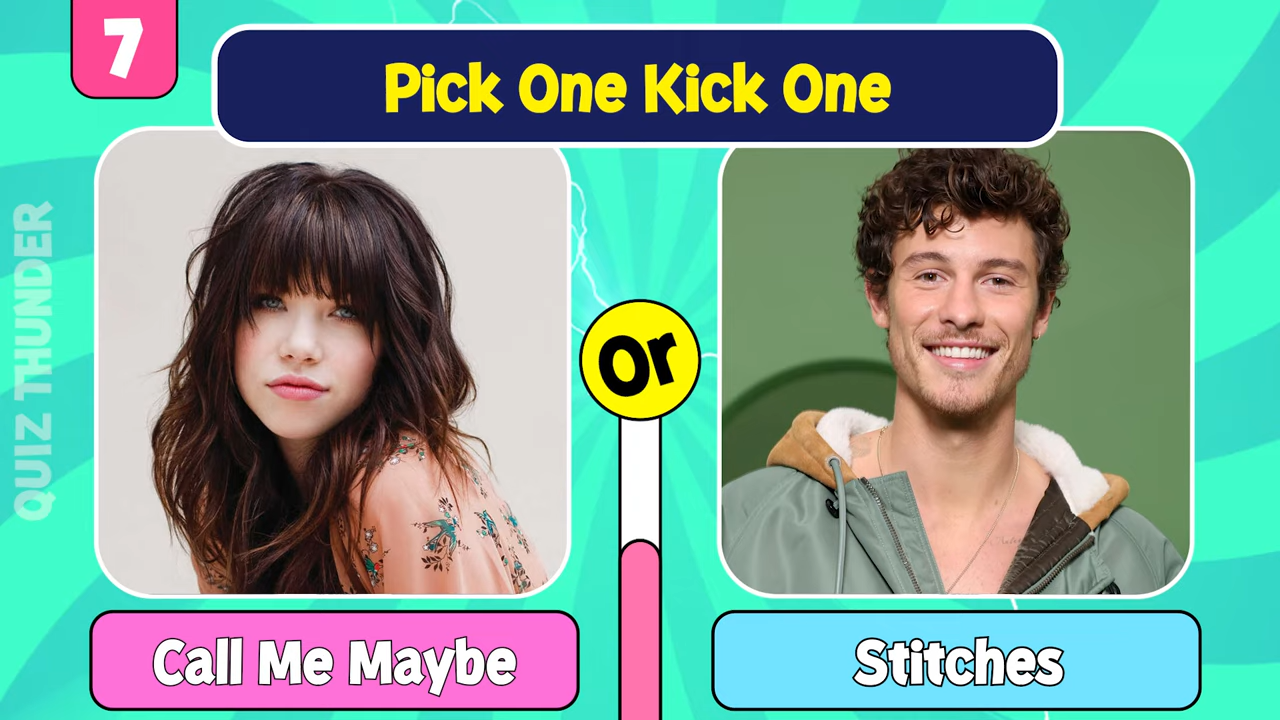 7
Pick One Kick One
QUIZ THUNDER
Or
Call Me Maybe
Stitches